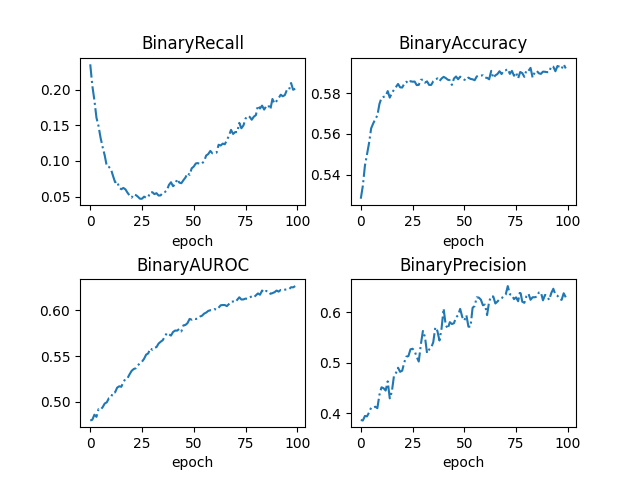 BinaryRecall
0.20
0.15
0.10
0.05
0 25 50 75 100
epoch
BinaryAccuracy
0.58
0.56
0.54
0 25 50 75 100
epoch
BinaryAUROC
0.60
0.55
0.50
0 25 50 75 100
epoch
BinaryPrecision
0.6
0.5
0.4
0 25 50 75 100
epoch